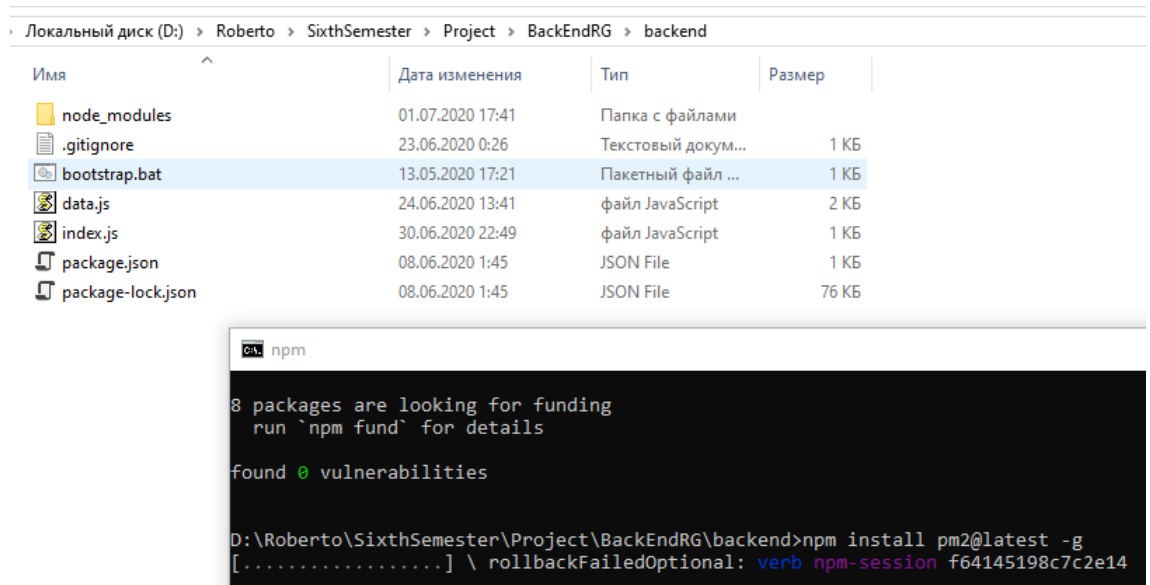 Локальный диск (D:) > Roberto > SixthSemester > Project > BackEndRG > backend
Имя Дата изменения Тип Размер
node_modules 01.07.2020 17:41 Папка с файлами
.gitignore 23.06.2020 0:26 Текстовый докум... 1 КБ
bootstrap.bat 13.05.2020 17:21 Пакетный файл ... 1 КБ
data.js 24.06.2020 13:41 файл JavaScript 2 КБ
index.js 30.06.2020 22:49 файл JavaScript 1 КБ
package.json 08.06.2020 1:45 JSON File 1 КБ
package-lock.json 08.06.2020 1:45 JSON File 76 КБ
npm
8 packages are looking for funding
run `npm fund` for details
found 0 vulnerabilities
D:\Roberto\SixthSemester\Project\BackEndRG\backend>npm install pm2@latest -g
[..................] \ rollbackFailedOptional: verb npm-session f64145198c7c2e14